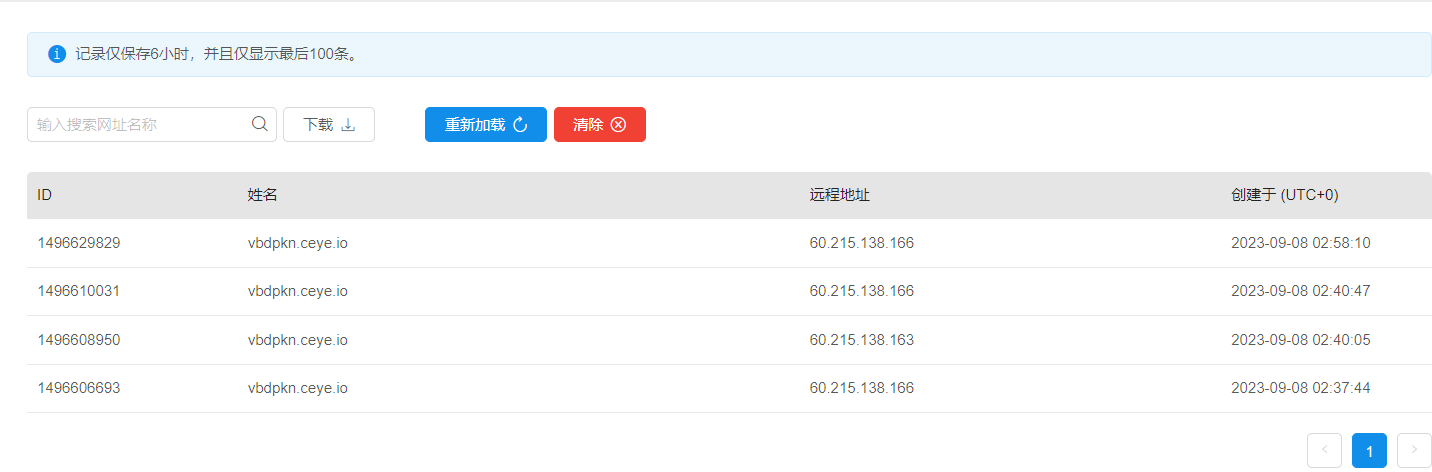 记录仅保存6小时，并且仅显示最后100条。
输入搜索网址名称 下载 重新加载 清除
ID 姓名 远程地址 创建于 (UTC+0)
1496629829 vbdpkn.ceye.io 60.215.138.166 2023-09-08 02:58:10
1496610031 vbdpkn.ceye.io 60.215.138.166 2023-09-08 02:40:47
1496608950 vbdpkn.ceye.io 60.215.138.163 2023-09-08 02:40:05
1496606693 vbdpkn.ceye.io 60.215.138.166 2023-09-08 02:37:44
1